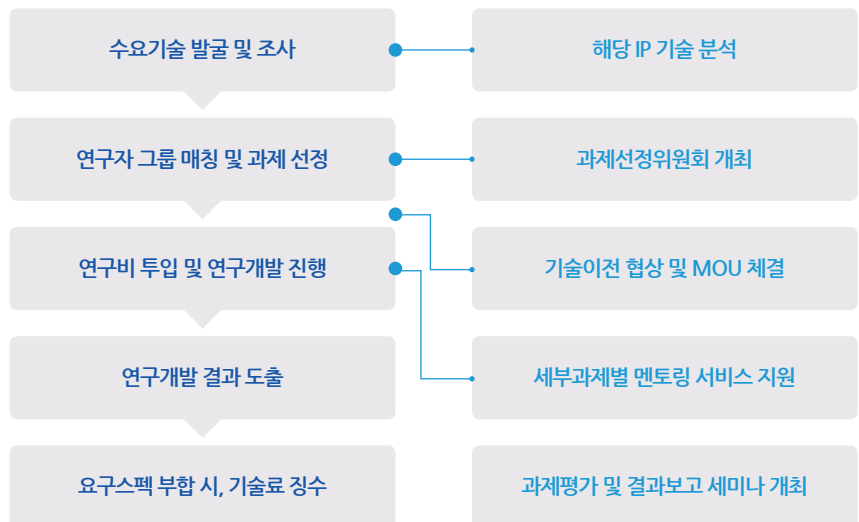 수요기술 발굴 및 조사
해당 IP 기술 분석
연구자 그룹 매칭 및 과제 선정
과제선정위원회 개최
연구비 투입 및 연구개발 진행
기술이전 협상 및 MOU 체결
연구개발 결과 도출
세부과제별 멘토링 서비스 지원
요구스펙 부합 시, 기술료 징수
과제평가 및 결과보고 세미나 개최